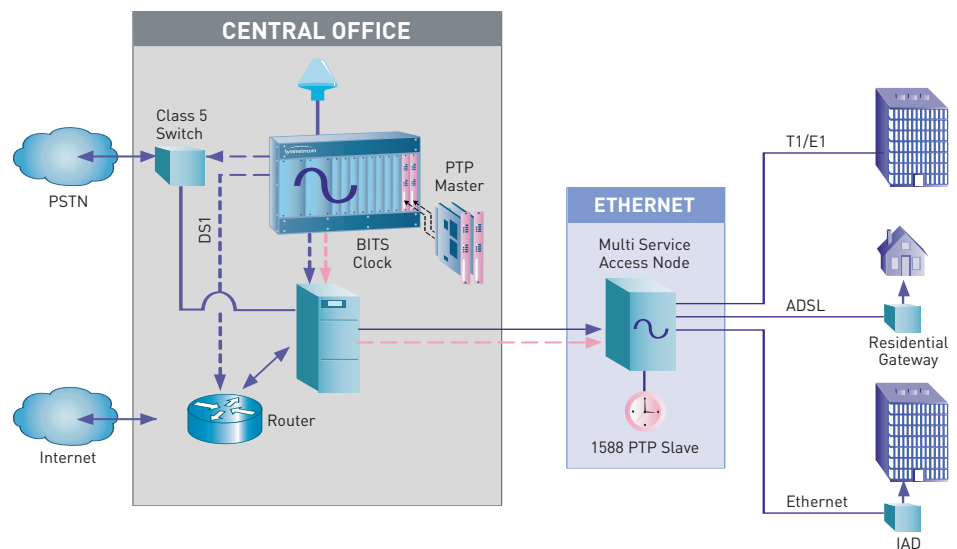 CENTRAL OFFICE
Class 5
Switch
PSTN
Symmetricom
PTP
Master
BITS
Clock
DS1
Router
Internet
ETHERNET
Multi Service
Access Node
1588 PTP Slave
T1/E1
ADSL
Residential
Gateway
Ethernet
IAD